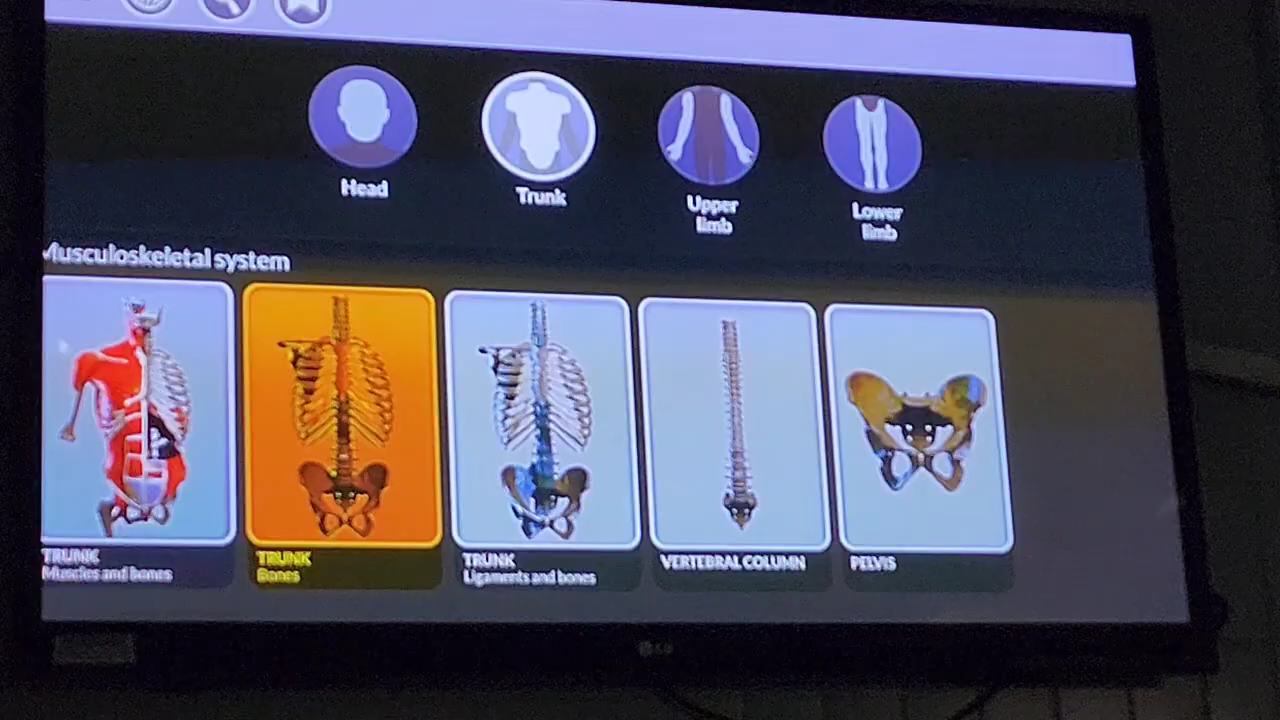 Head
Trunk
Upper
limb
Lower
limb
Musculoskeletal system
TRUNK
Muscles and bones
TRUNK
Bones
TRUNK
Ligaments and bones
VERTEBRAL COLUMN
PELVIS
LG